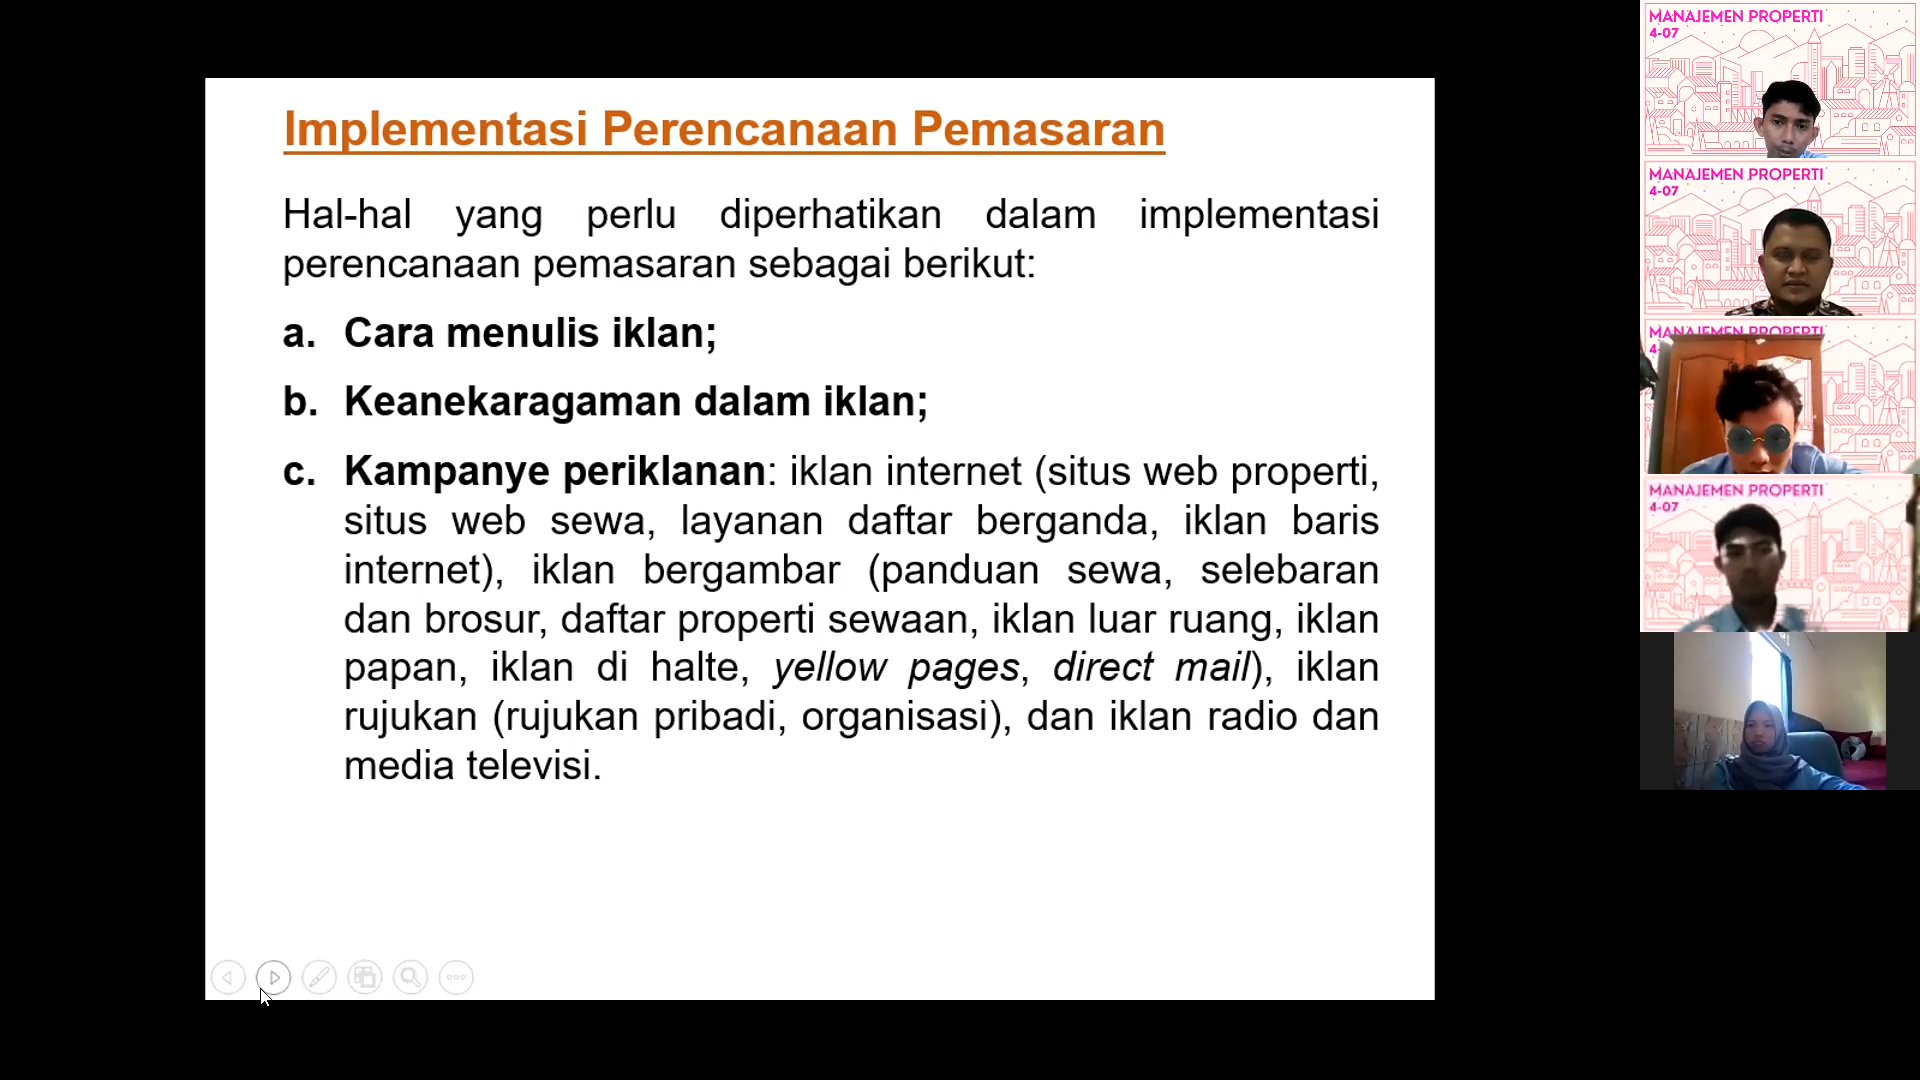 Implementasi Perencanaan Pemasaran
Hal-hal yang perlu diperhatikan dalam implementasi
perencanaan pemasaran sebagai berikut:
a. Cara menulis iklan;
b. Keanekaragaman dalam iklan;
c. Kampanye periklanan: iklan internet (situs web properti,
situs web sewa, layanan daftar berganda, iklan baris
internet), iklan bergambar (panduan sewa, selebaran
dan brosur, daftar properti sewaan, iklan luar ruang, iklan
papan, iklan di halte, yellow pages, direct mail), iklan
rujukan (rujukan pribadi, organisasi), dan iklan radio dan
media televisi.
MANAJEMEN PROPERTI
4-07
MANAJEMEN PROPERTI
4-07
MANAJEMEN PROPERTI
4-
MANAJEMEN PROPERTI
4-07